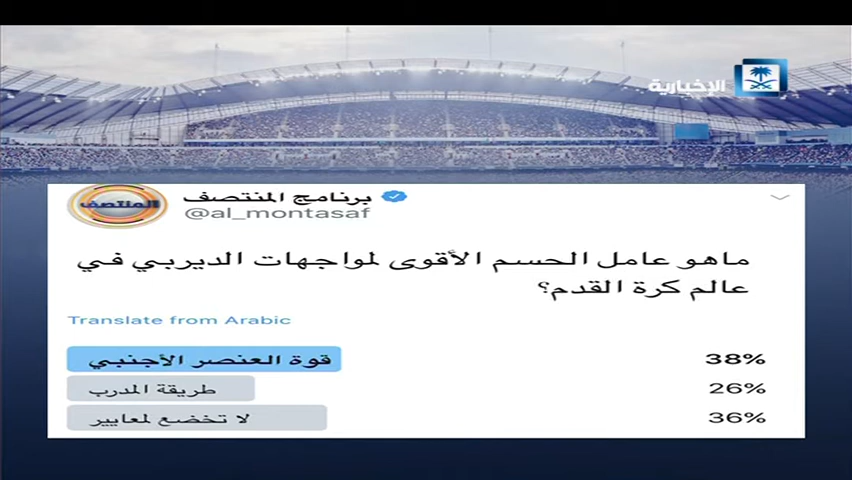 الإخبارية
المنتصف
برنامج المنتصف
@al_montasaf
ماهو عامل الحسم الأقوى لمواجهات الديربي في
عالم كرة القدم؟
Translate from Arabic
قوة العنصر الأجنبي 38%
طريقة المدرب 26%
لا تخضع لمعايير 36%